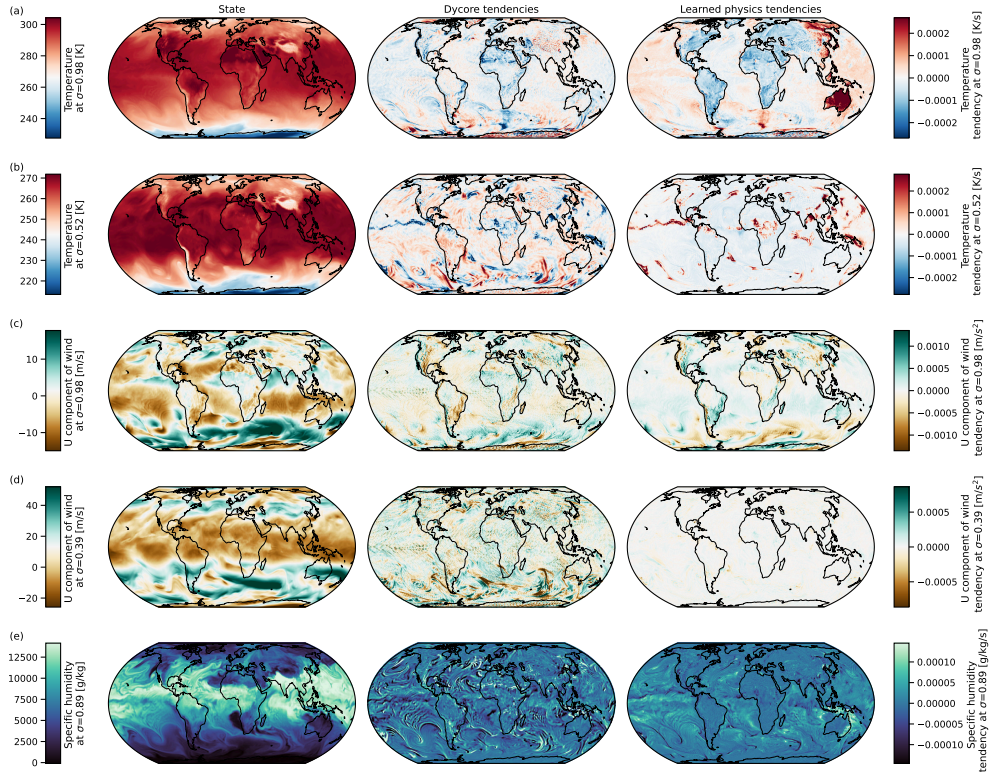 State
Dycore tendencies
Learned physics tendencies
(a)
300
280
260
240
Temperature
at σ=0.98 [K]
0.0002
0.0001
0.0000
−0.0001
−0.0002
Temperature
tendency at σ=0.98 [K/s]
(b)
270
260
250
240
230
220
210
Temperature
at σ=0.52 [K]
0.0002
0.0001
0.0000
−0.0001
−0.0002
Temperature
tendency at σ=0.52 [K/s]
(c)
10
0
−10
U component of wind
at σ=0.98 [m/s]
0.0010
0.0005
0.0000
−0.0005
−0.0010
U component of wind
tendency at σ=0.98 [m/s²]
(d)
40
20
0
−20
U component of wind
at σ=0.39 [m/s]
0.0005
0.0000
−0.0005
U component of wind
tendency at σ=0.39 [m/s²]
(e)
12500
10000
7500
5000
2500
0
Specific humidity
at σ=0.89 [g/kg]
0.00010
0.00005
0.00000
−0.00005
−0.00010
Specific humidity
tendency at σ=0.89 [g/kg/s]